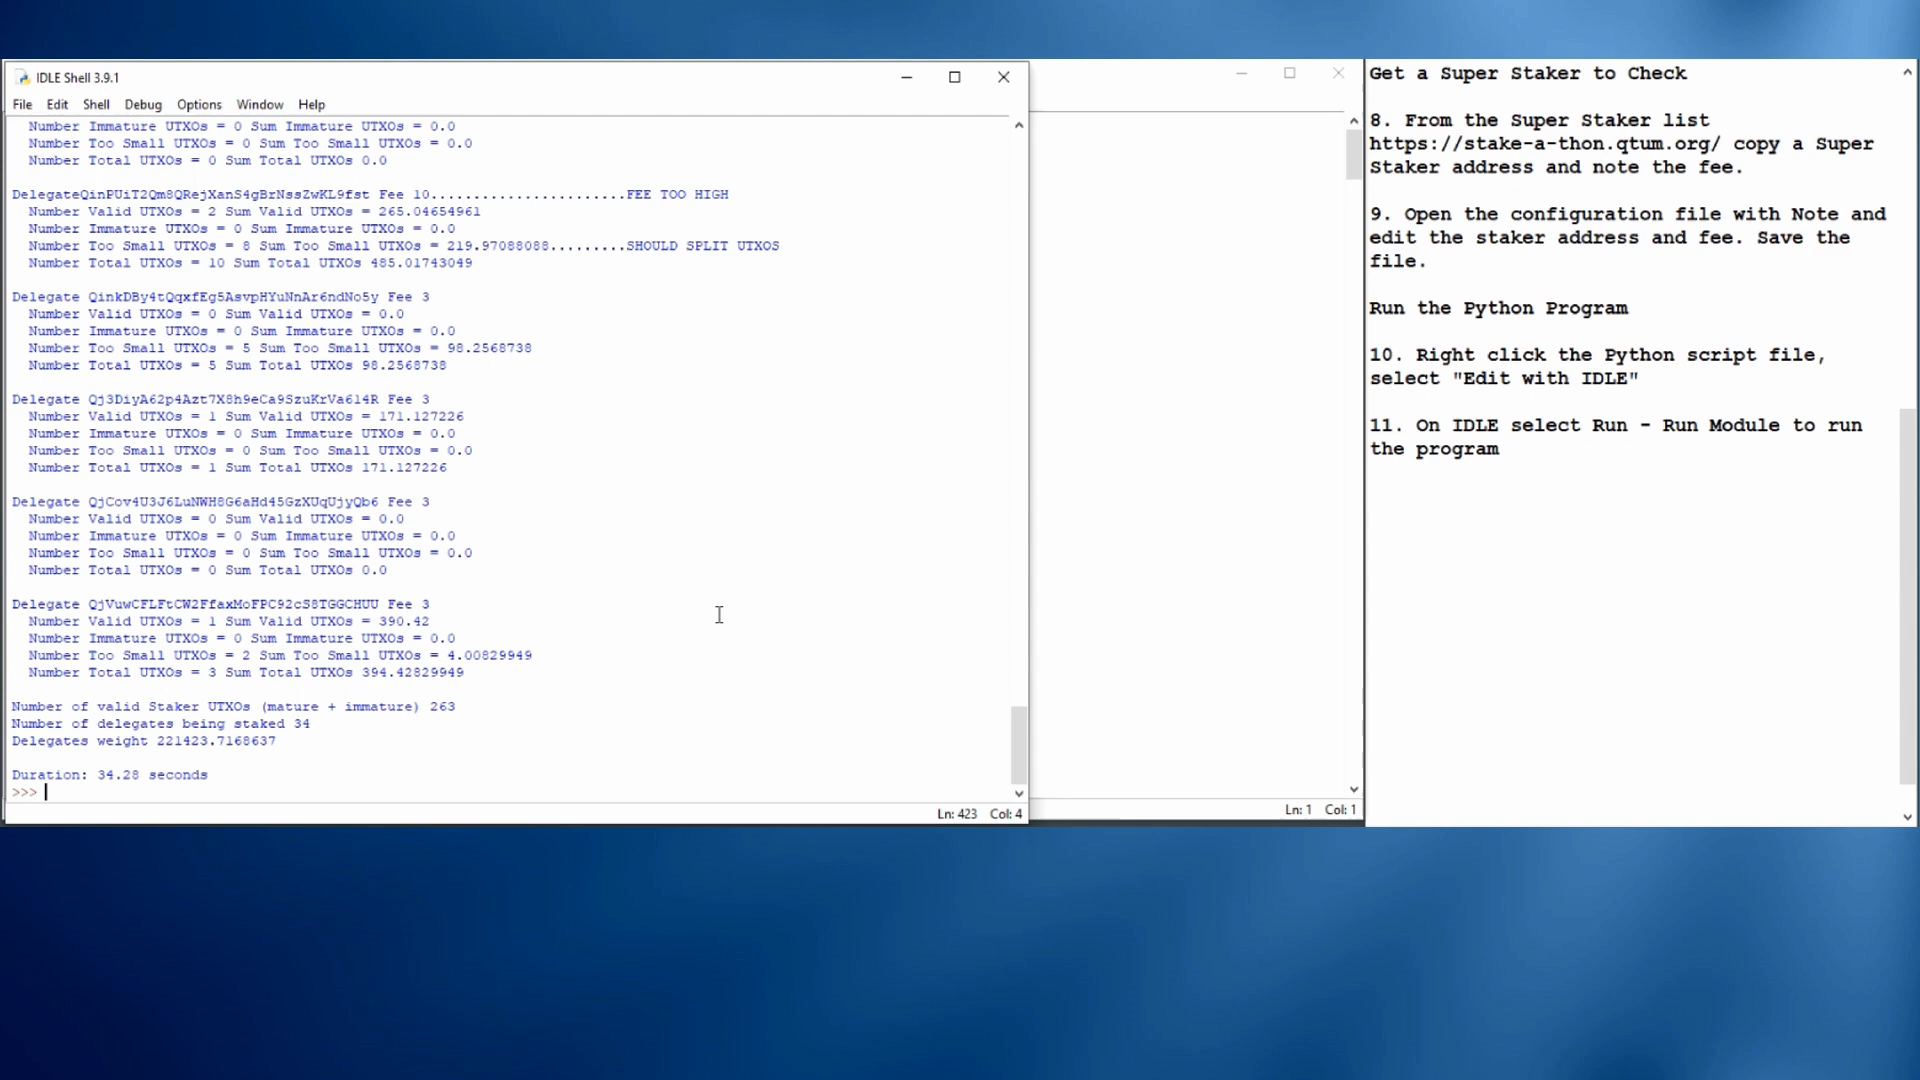 IDLE Shell 3.9.1
File Edit Shell Debug Options Window Help
Number Immature UTXOs = 0 Sum Immature UTXOs = 0.0
Number Too Small UTXOs = 0 Sum Too Small UTXOs = 0.0
Number Total UTXOs = 0 Sum Total UTXOs 0.0
DelegateQinPUiT2Qm8QRejXanS4gBrNssZwKL9fst Fee 10.......................FEE TOO HIGH
Number Valid UTXOs = 2 Sum Valid UTXOs = 265.04654961
Number Immature UTXOs = 0 Sum Immature UTXOs = 0.0
Number Too Small UTXOs = 8 Sum Too Small UTXOs = 219.97088088.........SHOULD SPLIT UTXOS
Number Total UTXOs = 10 Sum Total UTXOs 485.01743049
Delegate QinkDBy4tQqxfEg5AsvpHYuNnAr6ndNo5y Fee 3
Number Valid UTXOs = 0 Sum Valid UTXOs = 0.0
Number Immature UTXOs = 0 Sum Immature UTXOs = 0.0
Number Too Small UTXOs = 5 Sum Too Small UTXOs = 98.2568738
Number Total UTXOs = 5 Sum Total UTXOs 98.2568738
Delegate Qj3DiyA62p4Azt7X8h9eCa9SzuKrVa614R Fee 3
Number Valid UTXOs = 1 Sum Valid UTXOs = 171.127226
Number Immature UTXOs = 0 Sum Immature UTXOs = 0.0
Number Too Small UTXOs = 0 Sum Too Small UTXOs = 0.0
Number Total UTXOs = 1 Sum Total UTXOs 171.127226
Delegate QjCov4U3J6LuNWH8G6aHd45GzXUqUjyQb6 Fee 3
Number Valid UTXOs = 0 Sum Valid UTXOs = 0.0
Number Immature UTXOs = 0 Sum Immature UTXOs = 0.0
Number Too Small UTXOs = 0 Sum Too Small UTXOs = 0.0
Number Total UTXOs = 0 Sum Total UTXOs 0.0
Delegate QjVuwCFLFtCW2FfaxMoFPC92cS8TGGCHUU Fee 3
Number Valid UTXOs = 1 Sum Valid UTXOs = 390.42
Number Immature UTXOs = 0 Sum Immature UTXOs = 0.0
Number Too Small UTXOs = 2 Sum Too Small UTXOs = 4.00829949
Number Total UTXOs = 3 Sum Total UTXOs 394.42829949
Number of valid Staker UTXOs (mature + immature) 263
Number of delegates being staked 34
Delegates weight 221423.7168637
Duration: 34.28 seconds
>>>
Ln: 423 Col: 4
Ln: 1 Col: 1
Get a Super Staker to Check
8. From the Super Staker list
https://stake-a-thon.qtum.org/ copy a Super
Staker address and note the fee.
9. Open the configuration file with Note and
edit the staker address and fee. Save the
file.
Run the Python Program
10. Right click the Python script file,
select "Edit with IDLE"
11. On IDLE select Run - Run Module to run
the program